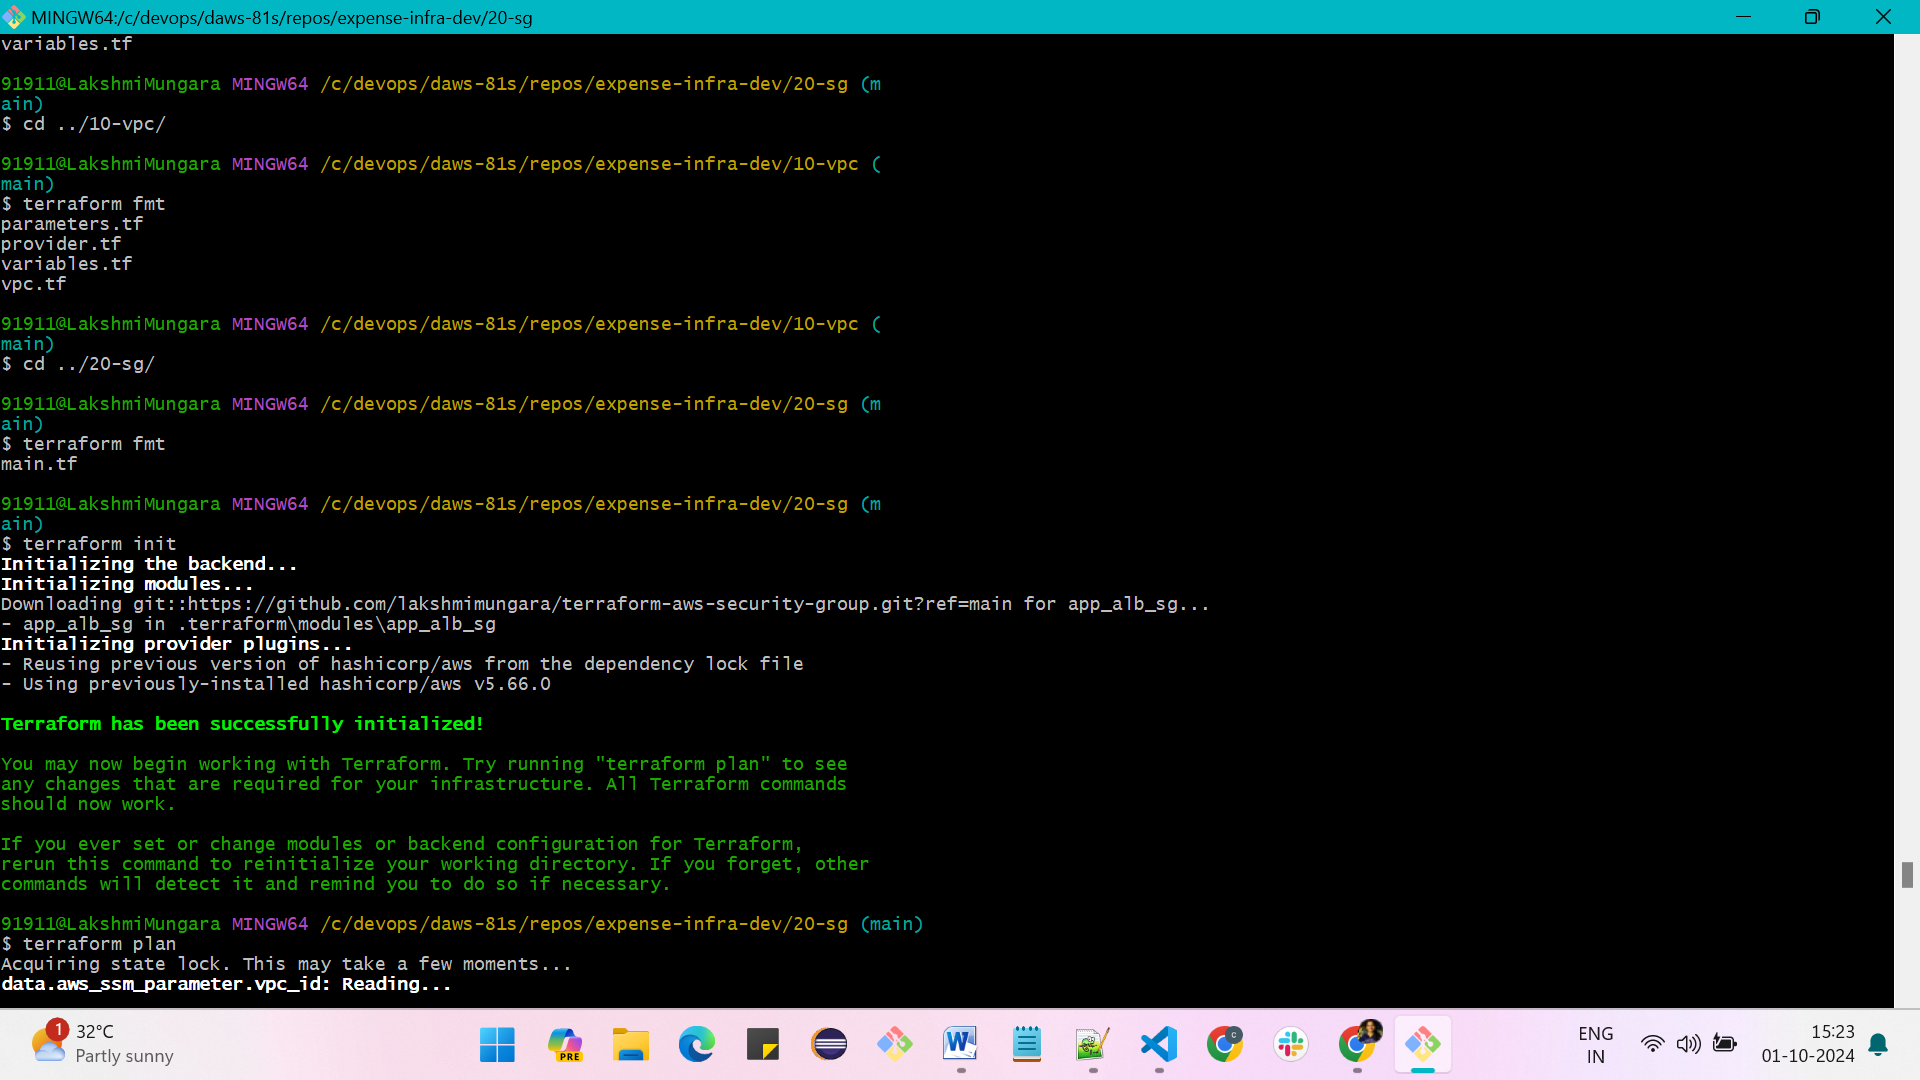 MINGW64:/c/devops/daws-81s/repos/expense-infra-dev/20-sg
variables.tf
91911@LakshmiMungara MINGW64 /c/devops/daws-81s/repos/expense-infra-dev/20-sg (m
ain)
$ cd ../10-vpc/
91911@LakshmiMungara MINGW64 /c/devops/daws-81s/repos/expense-infra-dev/10-vpc (
main)
$ terraform fmt
parameters.tf
provider.tf
variables.tf
vpc.tf
91911@LakshmiMungara MINGW64 /c/devops/daws-81s/repos/expense-infra-dev/10-vpc (
main)
$ cd ../20-sg/
91911@LakshmiMungara MINGW64 /c/devops/daws-81s/repos/expense-infra-dev/20-sg (m
ain)
$ terraform fmt
main.tf
91911@LakshmiMungara MINGW64 /c/devops/daws-81s/repos/expense-infra-dev/20-sg (m
ain)
$ terraform init
Initializing the backend...
Initializing modules...
Downloading git::https://github.com/lakshmimungara/terraform-aws-security-group.git?ref=main for app_alb_sg...
- app_alb_sg in .terraform\modules\app_alb_sg
Initializing provider plugins...
- Reusing previous version of hashicorp/aws from the dependency lock file
- Using previously-installed hashicorp/aws v5.66.0
Terraform has been successfully initialized!
You may now begin working with Terraform. Try running "terraform plan" to see
any changes that are required for your infrastructure. All Terraform commands
should now work.
If you ever set or change modules or backend configuration for Terraform,
rerun this command to reinitialize your working directory. If you forget, other
commands will detect it and remind you to do so if necessary.
91911@LakshmiMungara MINGW64 /c/devops/daws-81s/repos/expense-infra-dev/20-sg (main)
$ terraform plan
Acquiring state lock. This may take a few moments...
data.aws_ssm_parameter.vpc_id: Reading...
1
32°C
Partly sunny
PRE
W
C
ENG
IN
15:23
01-10-2024